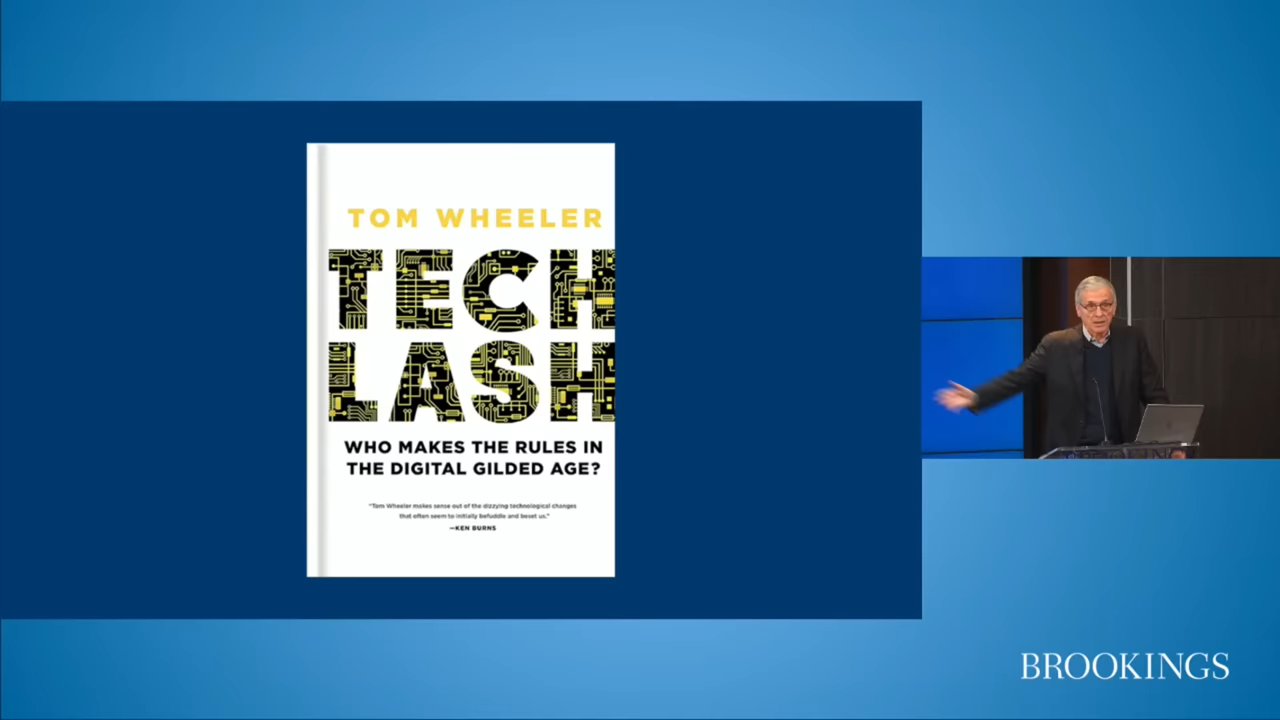 TOM WHEELER
TECH
LASH
WHO MAKES THE RULES IN
THE DIGITAL GILDED AGE?
“Tom Wheeler makes sense out of the dizzying technological changes
that often seem to initially befuddle and beset us.”
—KEN BURNS
BROOKINGS